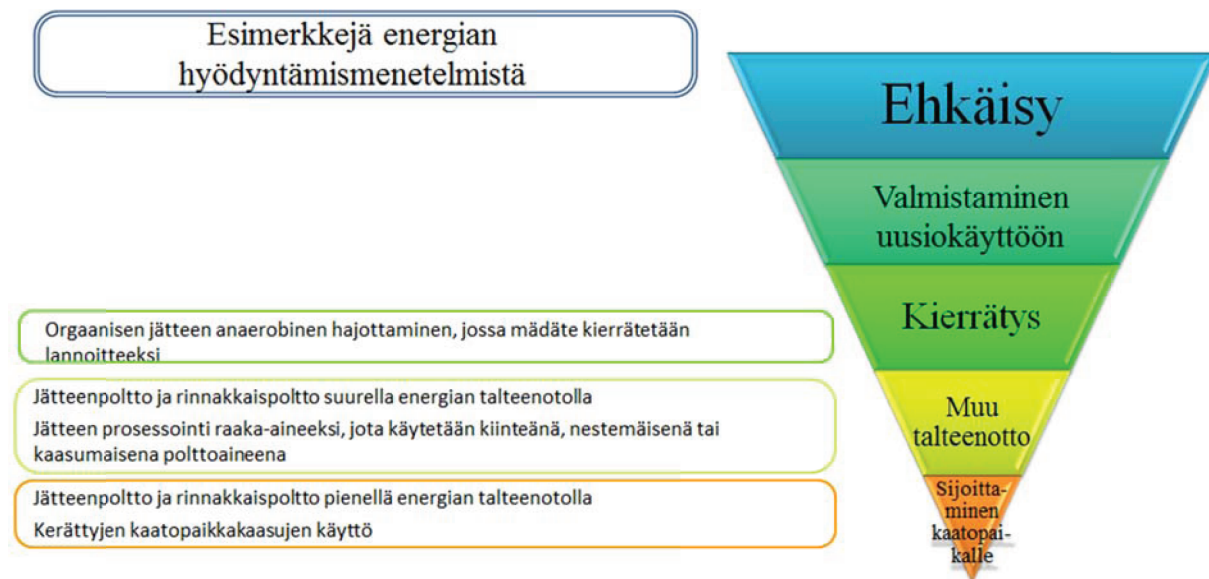 Esimerkkejä energian
hyödyntämismenetelmistä
Ehkäisy
Valmistaminen
uusiokäyttöön
Kierrätys
Orgaanisen jätteen anaerobinen hajottaminen, jossa mädäte kierrätetään
lannoitteeksi
Muu
talteenotto
Jätteenpoltto ja rinnakkaispoltto suurella energian talteenotolla
Jätteen prosessointi raaka-aineeksi, jota käytetään kiinteänä, nestemäisenä tai
kaasumaisena polttoaineena
Sijoitta-
minen
kaatopai-
kalle
Jätteenpoltto ja rinnakkaispoltto pienellä energian talteenotolla
Kerättyjen kaatopaikkakaasujen käyttö